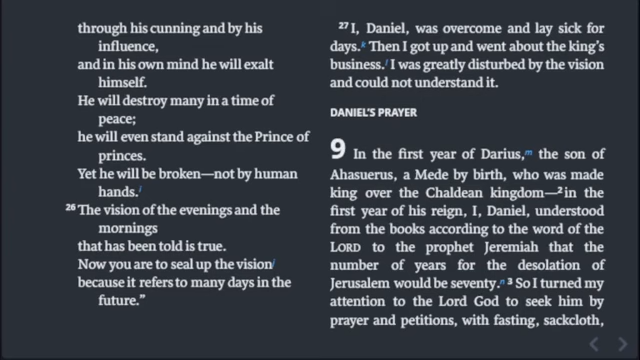 through his cunning and by his
influence,
and in his own mind he will exalt
himself.
He will destroy many in a time of
peace;
he will even stand against the Prince of
princes.
Yet he will be broken—not by human
hands.i
26 The vision of the evenings and the
mornings
that has been told is true.
Now you are to seal up the visionj
because it refers to many days in the
future.”
27 I, Daniel, was overcome and lay sick for
days.k Then I got up and went about the king’s
business.l I was greatly disturbed by the vision
and could not understand it.
DANIEL’S PRAYER
9 In the first year of Darius,m the son of
Ahasuerus, a Mede by birth, who was made
king over the Chaldean kingdom—2 in the
first year of his reign, I, Daniel, understood
from the books according to the word of the
LORD to the prophet Jeremiah that the
number of years for the desolation of
Jerusalem would be seventy.n 3 So I turned my
attention to the Lord God to seek him by
prayer and petitions, with fasting, sackcloth,